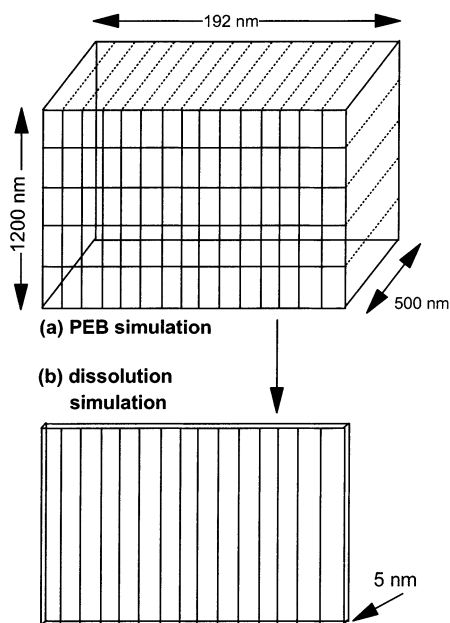 192 nm
1200 nm
500 nm
(a) PEB simulation
(b) dissolution
simulation
5 nm